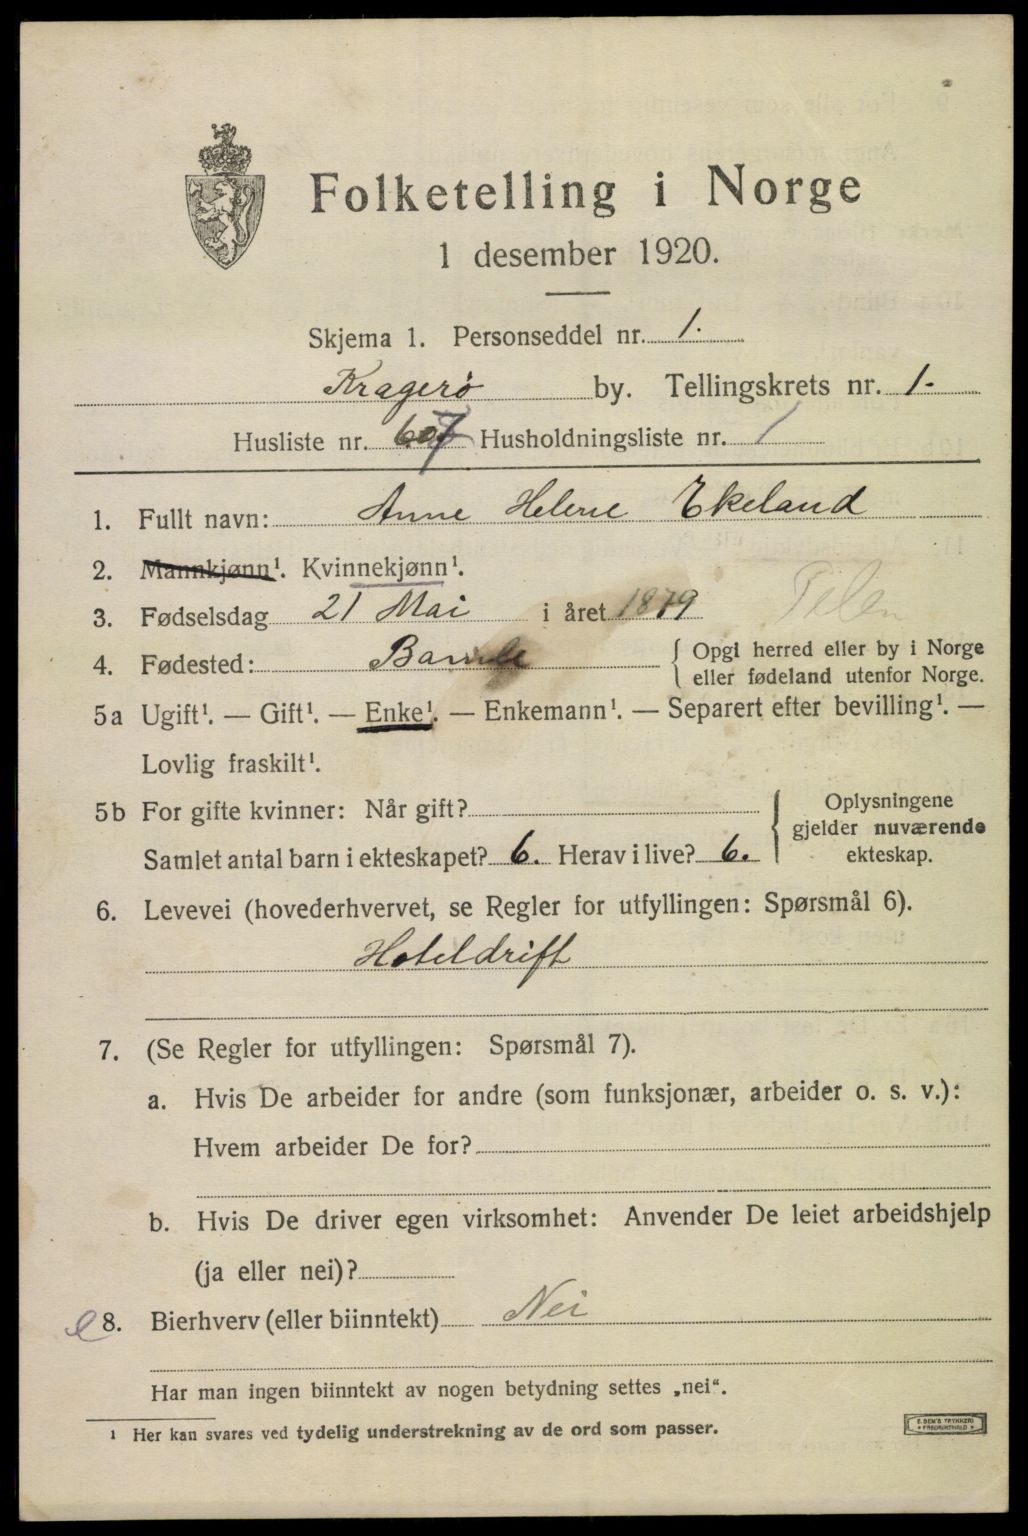 Folketelling i Norge
1 desember 1920.
Skjema 1. Personseddel nr. 1.
Kragerø by. Tellingskrets nr. 1.
Husliste nr. 7 Husholdningsliste nr. 1
1. Fullt navn: Anne Helene Ekeland
2. Mannkjønn¹. Kvinnekjønn¹.
3. Fødselsdag 21 Mai i året 1879
4. Fødested: Bamle { Opgi herred eller by i Norge
eller fødeland utenfor Norge.
5a Ugift¹. — Gift¹. — Enke¹. — Enkemann¹. — Separert efter bevilling¹. —
Lovlig fraskilt¹.
5b For gifte kvinner: Når gift?
Samlet antal barn i ekteskapet? 6. Herav i live? 6.
{ Oplysningene
gjelder nuværende
ekteskap.
6. Levevei (hovederhvervet, se Regler for utfyllingen: Spørsmål 6).
Hoteldrift
7. (Se Regler for utfyllingen: Spørsmål 7).
a. Hvis De arbeider for andre (som funksjonær, arbeider o. s. v.):
Hvem arbeider De for?
b. Hvis De driver egen virksomhet: Anvender De leiet arbeidshjelp
(ja eller nei)?
8. Bierhverv (eller biinntekt) Nei
Har man ingen biinntekt av nogen betydning settes „nei“.
¹ Her kan svares ved tydelig understrekning av de ord som passer.